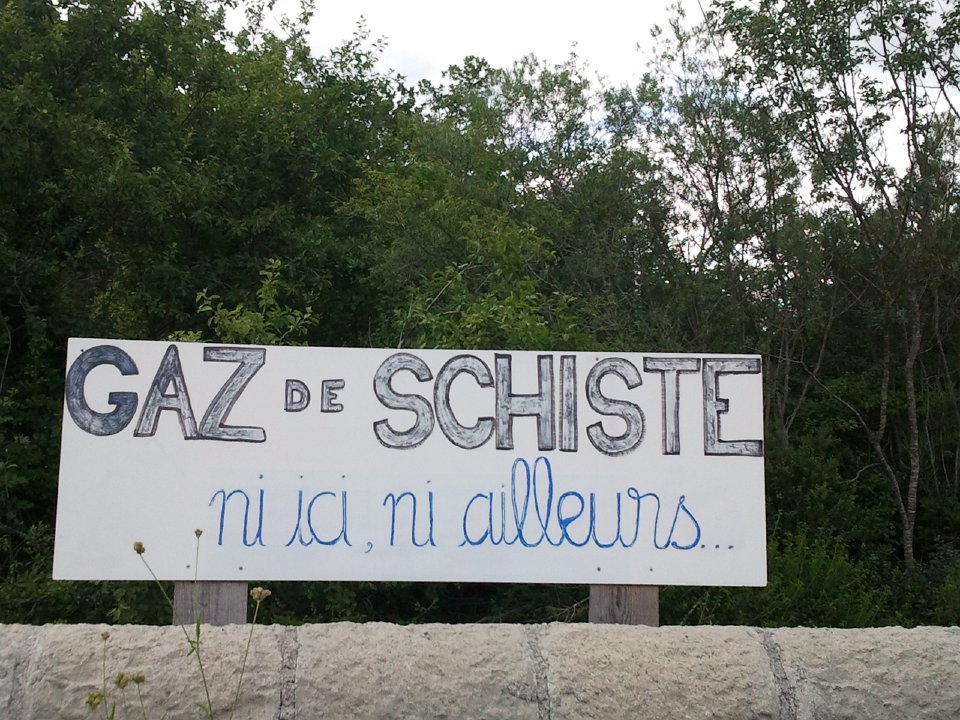 GAZ DE SCHISTE
ni ici, ni ailleurs...